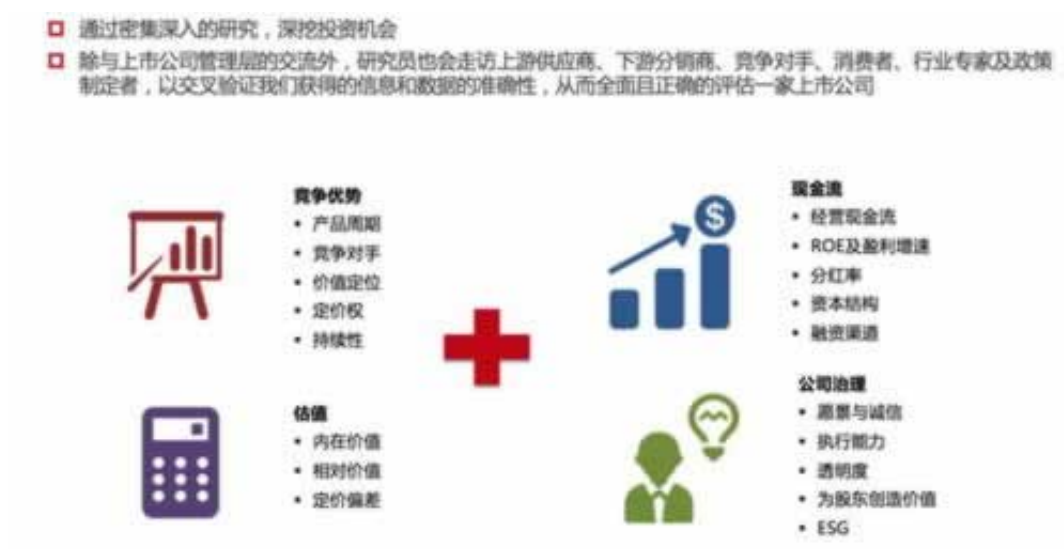 通过密集深入的研究，深挖投资机会
除与上市公司管理层的交流外，研究员也会走访上游供应商、下游分销商、竞争对手、消费者、行业专家及政策
制定者，以交叉验证我们获得的信息和数据的准确性，从而全面且正确的评估一家上市公司
竞争优势
• 产品周期
• 竞争对手
• 价值定位
• 定价权
• 持续性
现金流
• 经营现金流
• ROE及盈利增速
• 分红率
• 资本结构
• 融资渠道
估值
• 内在价值
• 相对价值
• 定价偏差
公司治理
• 愿景与诚信
• 执行能力
• 透明度
• 为股东创造价值
• ESG